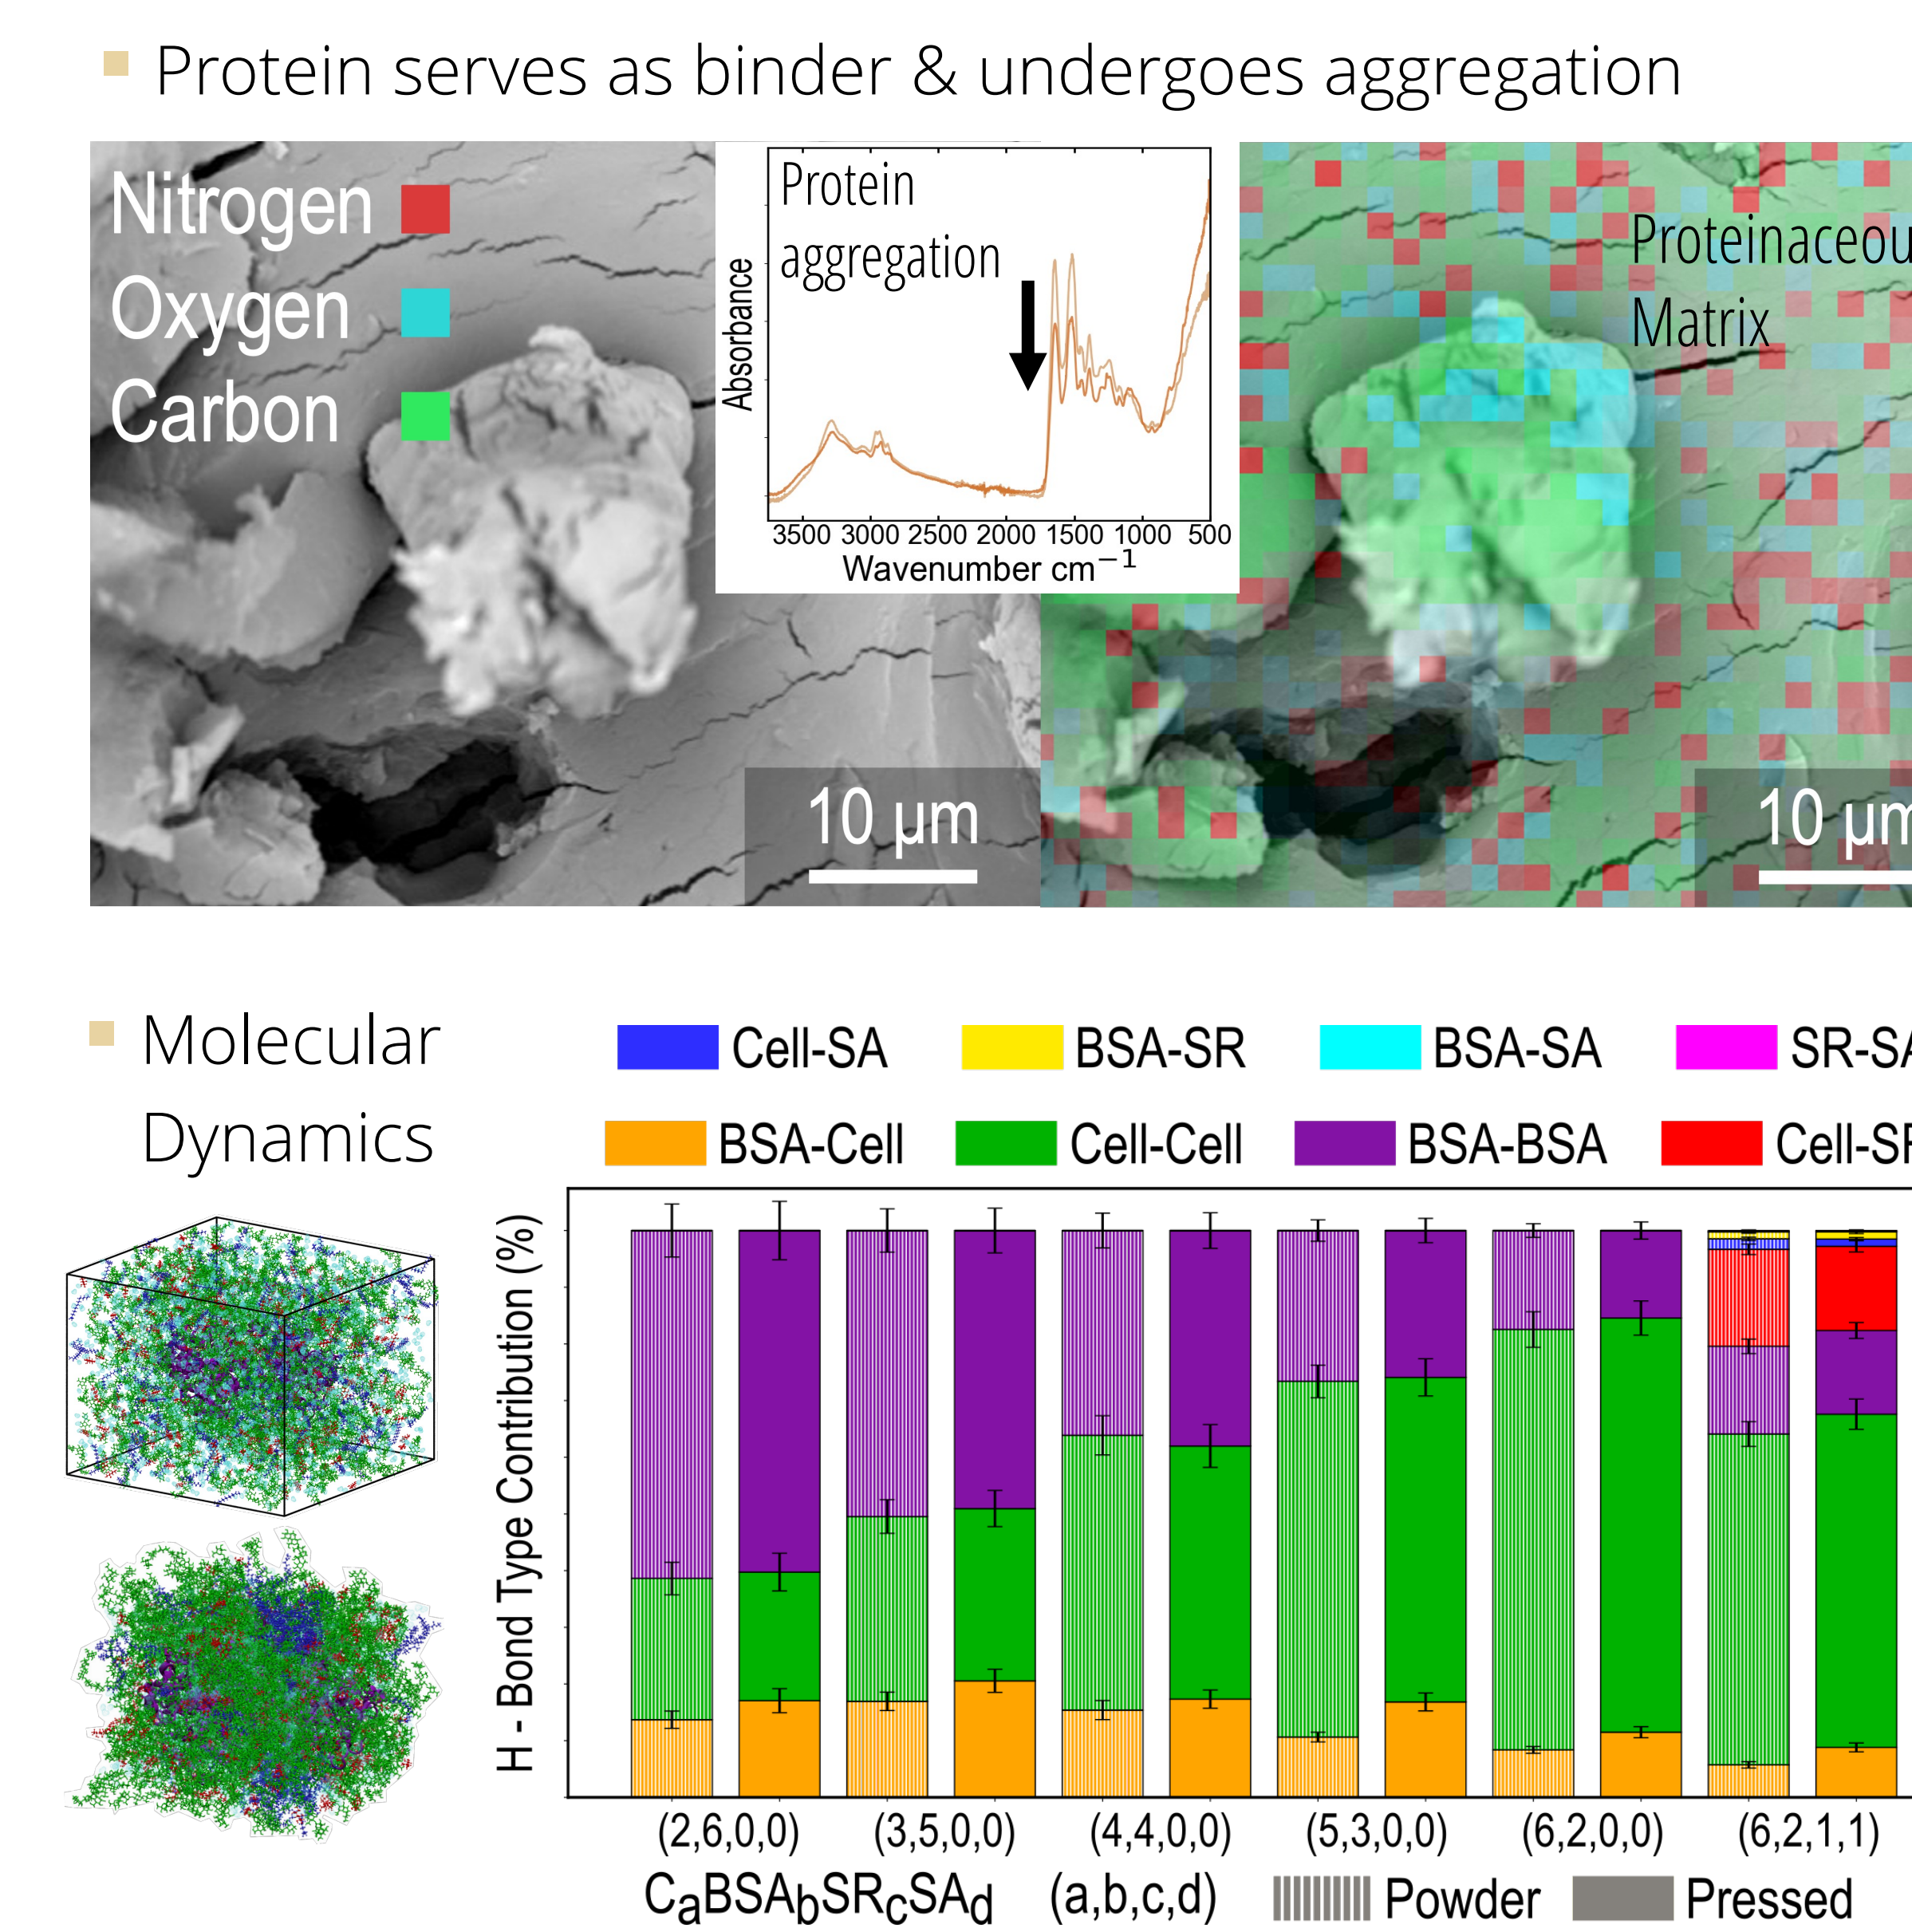 Protein serves as binder & undergoes aggregation
Nitrogen
Oxygen
Carbon
Protein
aggregation
Absorbance
3500 3000 2500 2000 1500 1000 500
Wavenumber cm−1
Proteinaceou
Matrix
10 μm
10 μm
Molecular
Dynamics
Cell-SA BSA-SR BSA-SA SR-SA
BSA-Cell Cell-Cell BSA-BSA Cell-SR
H - Bond Type Contribution (%)
(2,6,0,0) (3,5,0,0) (4,4,0,0) (5,3,0,0) (6,2,0,0) (6,2,1,1)
CaBSAbSRcSAd (a,b,c,d) Powder Pressed